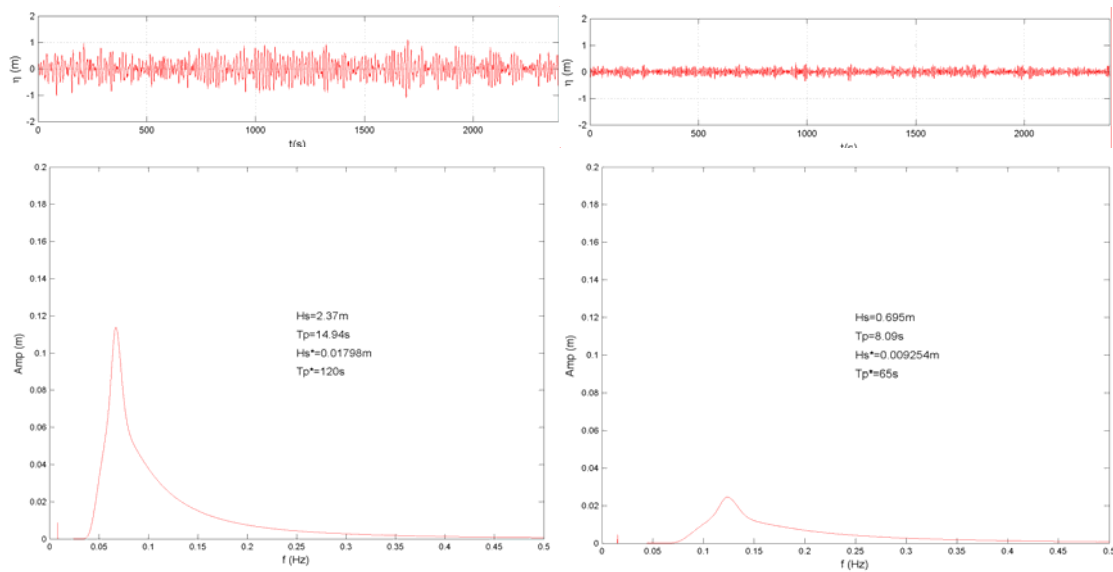 2
1
0
-1
-2
η (m)
0 500 1000 1500 2000
t(s)
2
1
0
-1
-2
η (m)
0 500 1000 1500 2000
t(s)
0.2
0.18
0.16
0.14
0.12
0.1
0.08
0.06
0.04
0.02
0
Amp (m)
Hs=2.37m
Tp=14.94s
Hs*=0.01798m
Tp*=120s
0 0.05 0.1 0.15 0.2 0.25 0.3 0.35 0.4 0.45 0.5
f (Hz)
0.2
0.18
0.16
0.14
0.12
0.1
0.08
0.06
0.04
0.02
0
Amp (m)
Hs=0.695m
Tp=8.09s
Hs*=0.009254m
Tp*=65s
0 0.05 0.1 0.15 0.2 0.25 0.3 0.35 0.4 0.45 0.5
f (Hz)